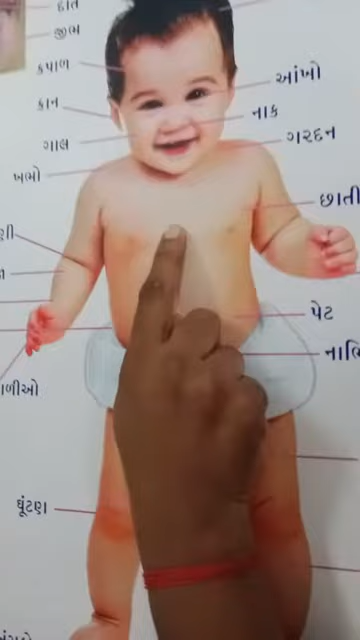 દાંત
જીભ
કપાળ
આંખો
કાન
નાક
ગાલ
ગરદન
ખભો
છાતી
પેટ
ઘૂંટણ